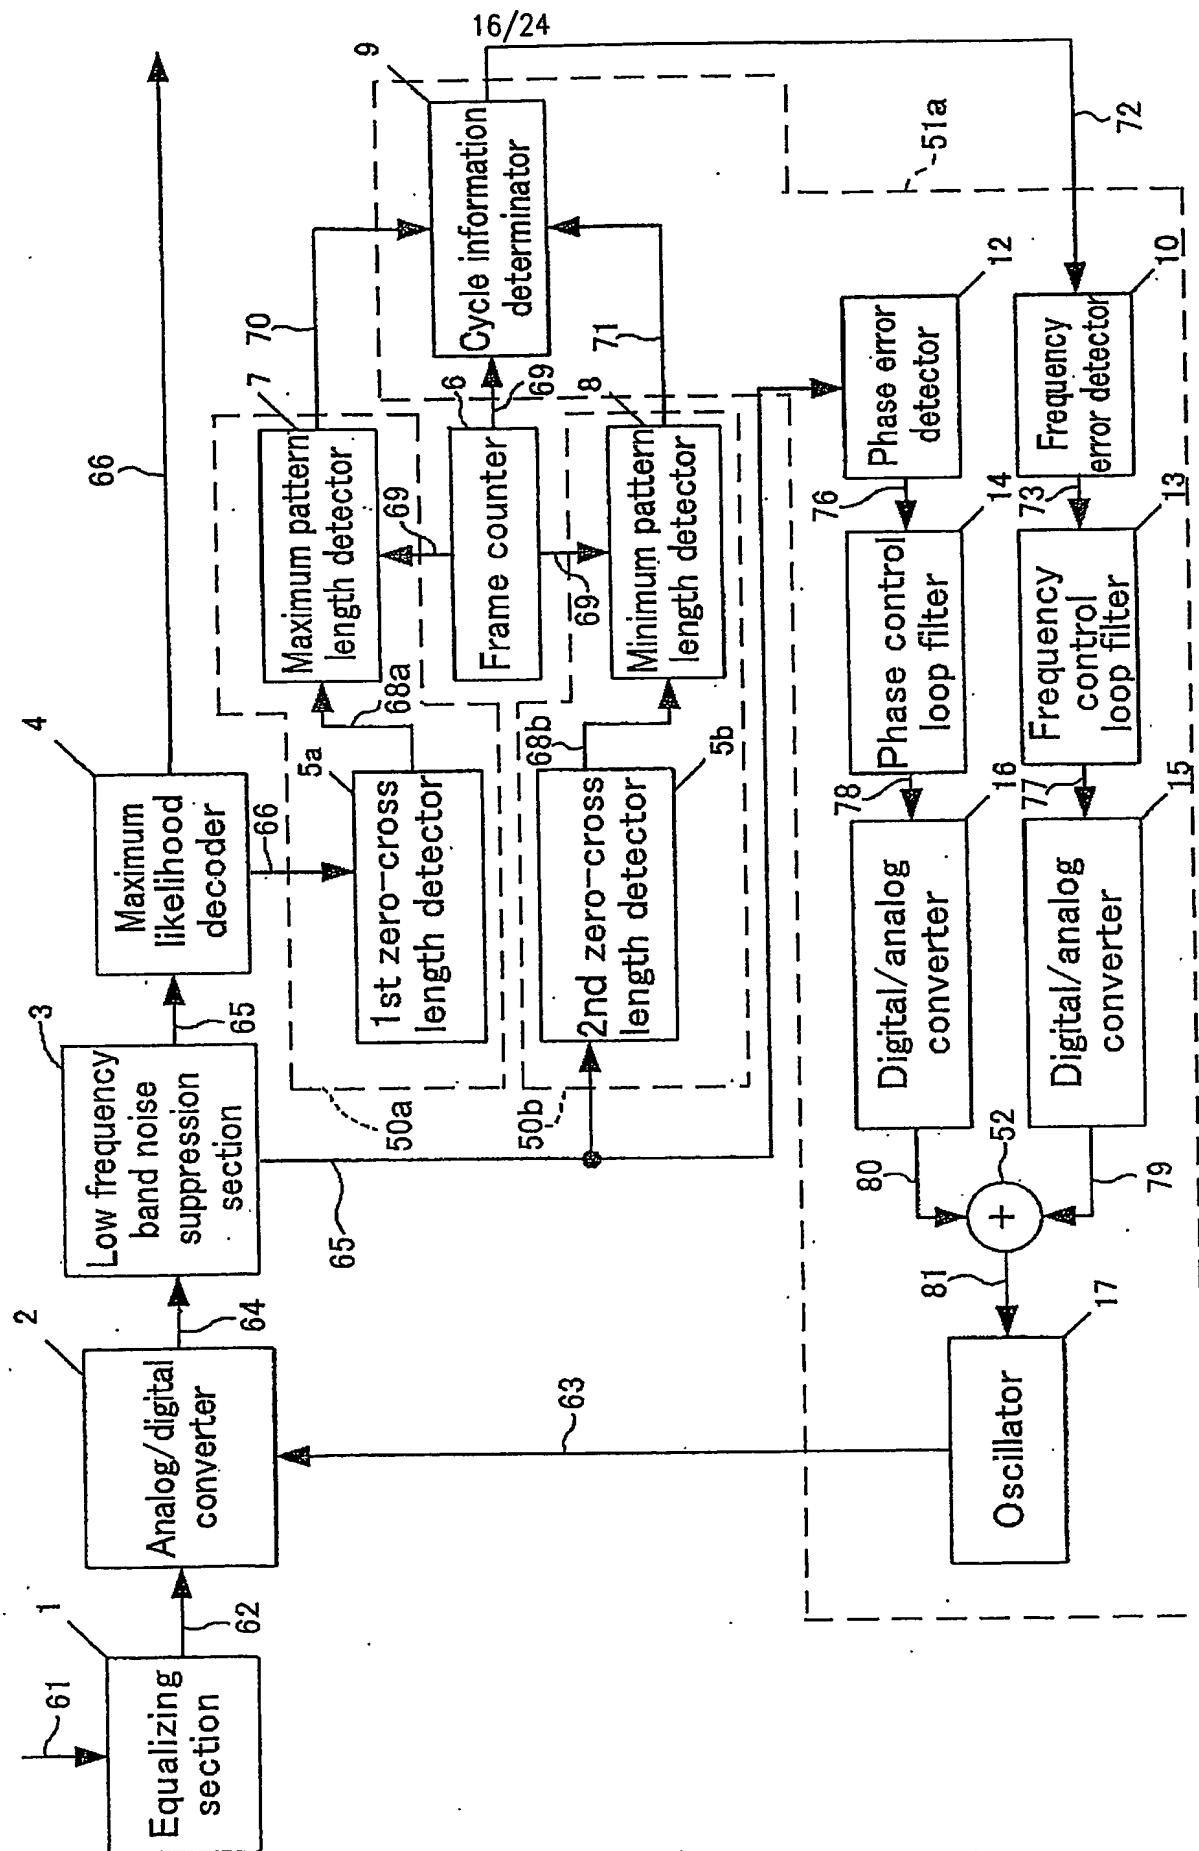 61
1
Equalizing
section
62
2
Analog/digital
converter
64
3
Low frequency
band noise
suppression
section
65
4
Maximum
likelihood
decoder
66
66
65
63
50a
5a
1st zero-cross
length detector
68a
7
Maximum pattern
length detector
70
69
6
Frame counter
69
69
50b
5b
2nd zero-cross
length detector
68b
8
Minimum pattern
length detector
71
9
Cycle information
determinator
16/24
72
51a
12
Phase error
detector
76
14
Phase control
loop filter
78
16
Digital/analog
converter
80
10
Frequency
error detector
73
13
Frequency
control
loop filter
77
15
Digital/analog
converter
79
52
+
81
17
Oscillator